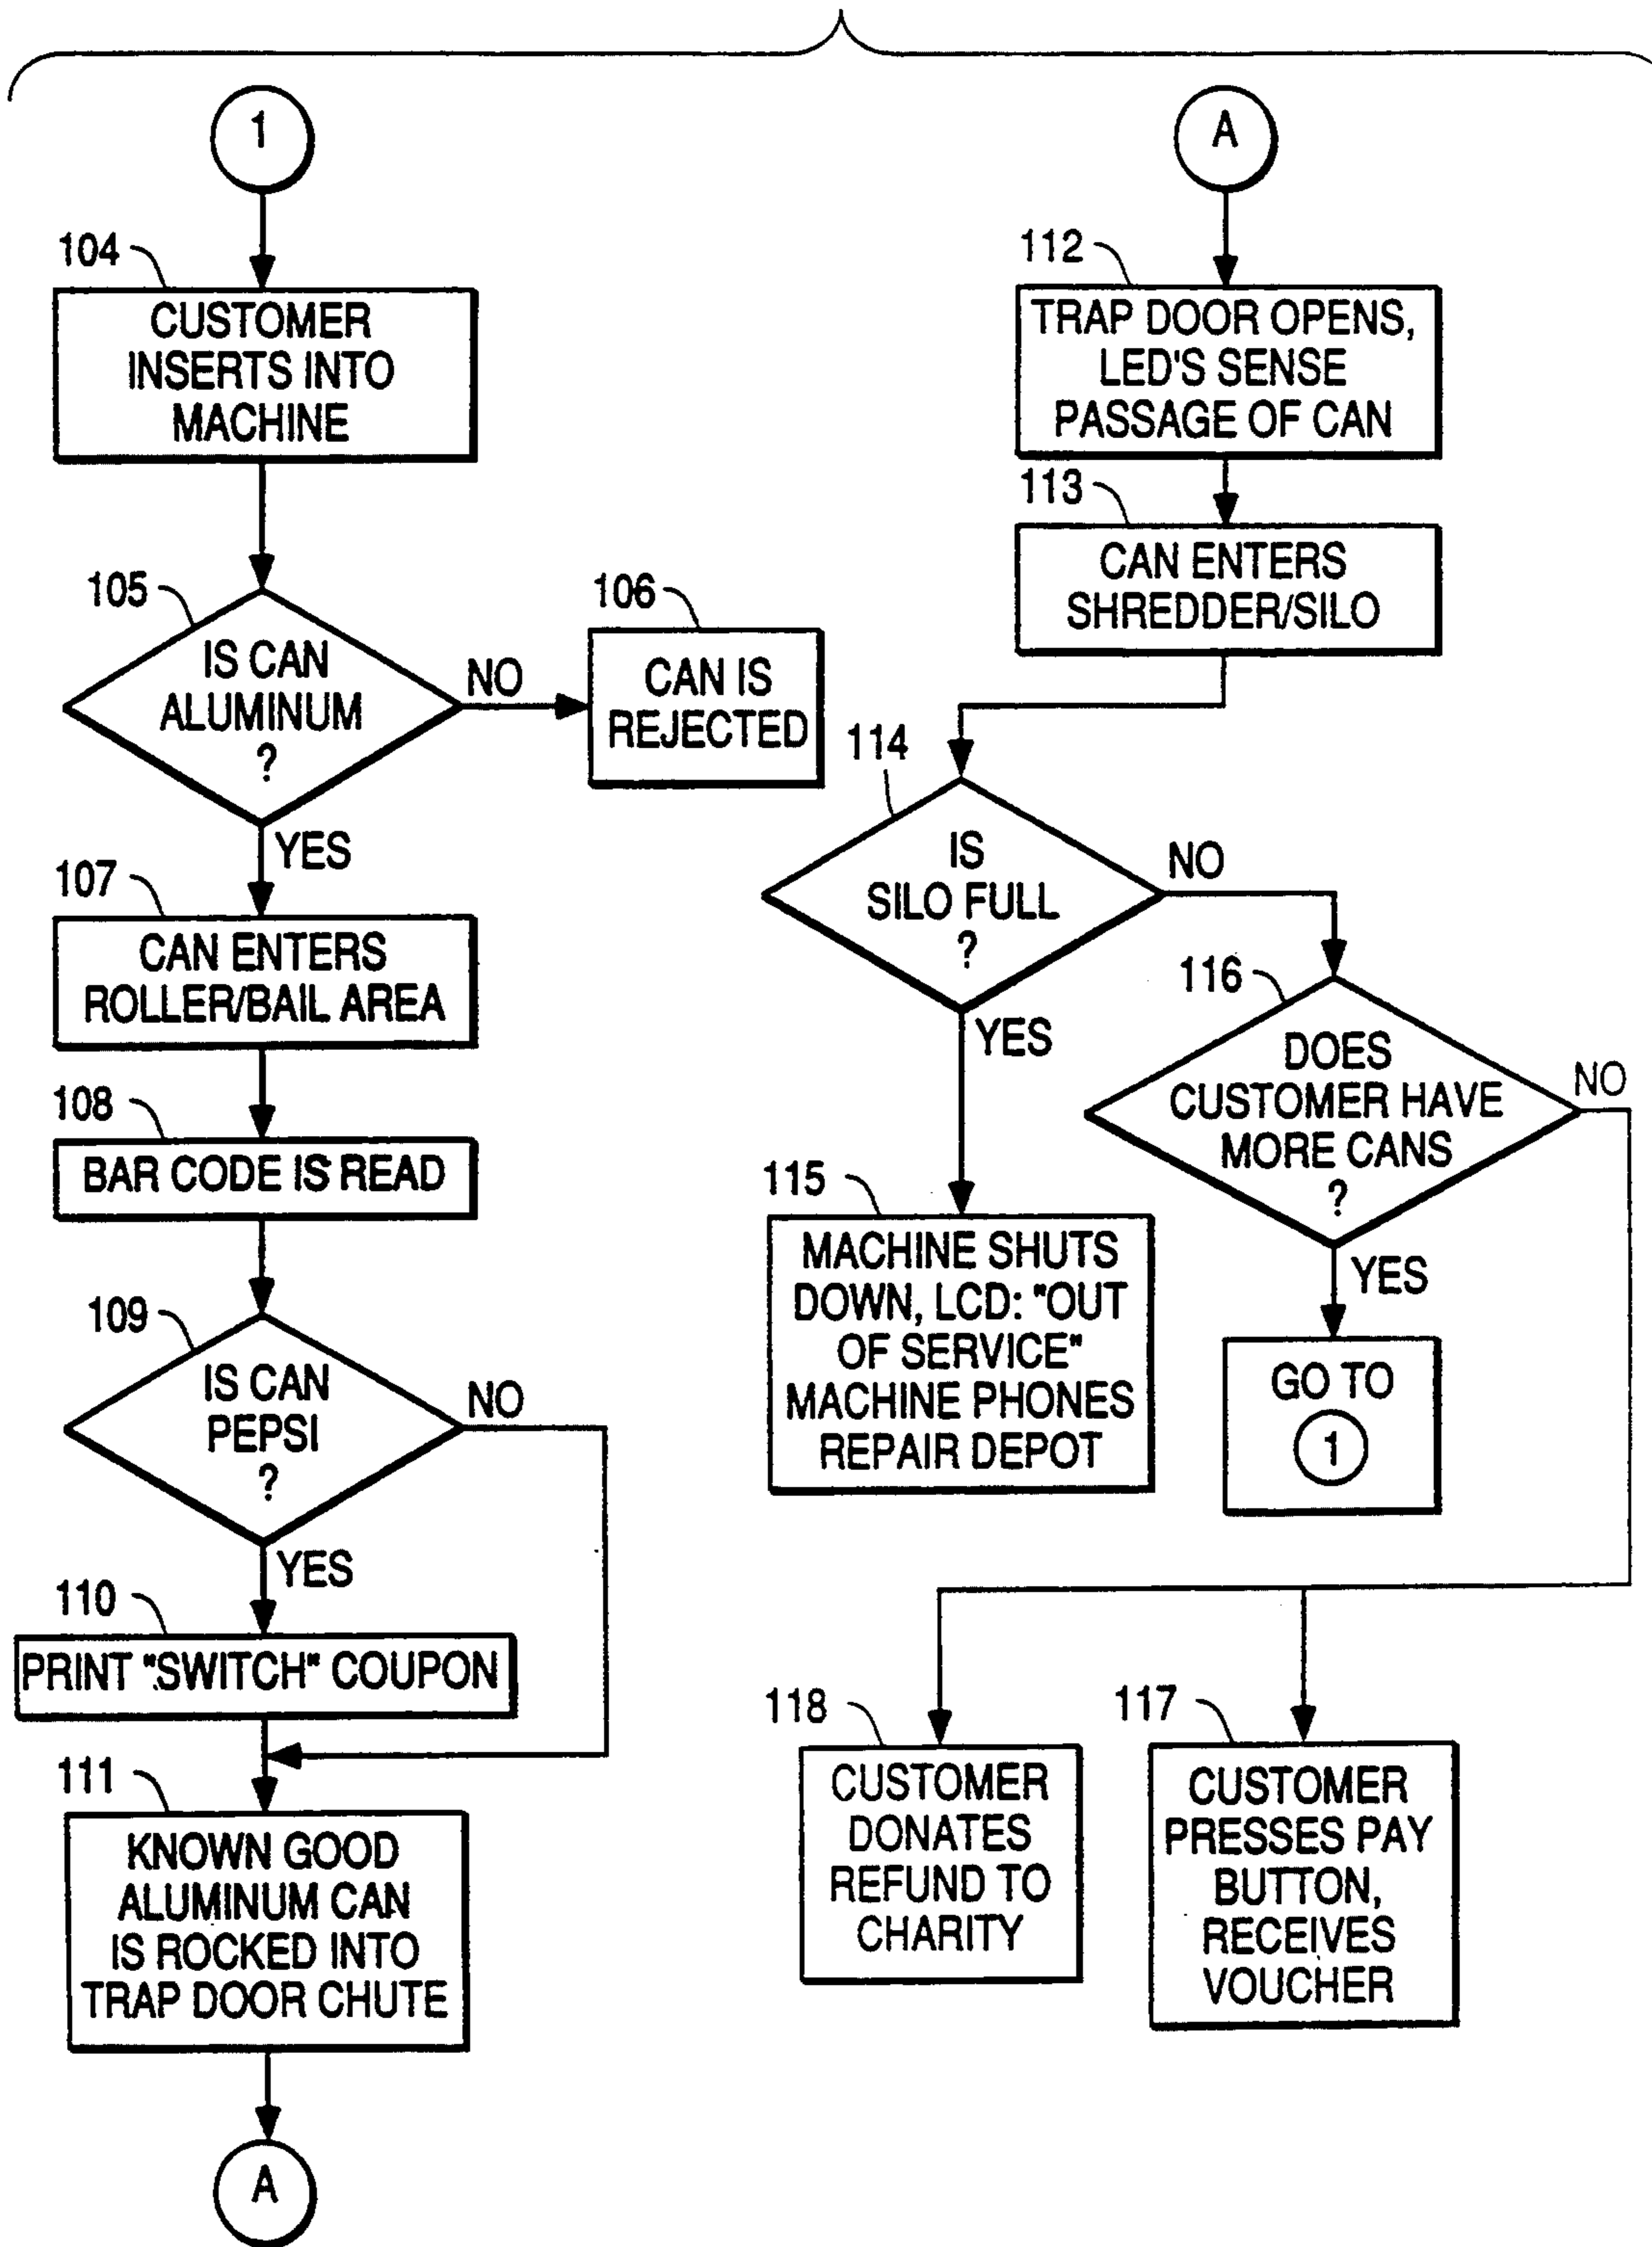 1
104
CUSTOMER
INSERTS INTO
MACHINE
105
IS CAN
ALUMINUM
?
NO
106
CAN IS
REJECTED
YES
107
CAN ENTERS
ROLLER/BAIL AREA
108
BAR CODE IS READ
109
IS CAN
PEPSI
?
NO
YES
110
PRINT "SWITCH" COUPON
111
KNOWN GOOD
ALUMINUM CAN
IS ROCKED INTO
TRAP DOOR CHUTE
A
A
112
TRAP DOOR OPENS,
LED'S SENSE
PASSAGE OF CAN
113
CAN ENTERS
SHREDDER/SILO
114
IS
SILO FULL
?
NO
YES
115
MACHINE SHUTS
DOWN, LCD: "OUT
OF SERVICE"
MACHINE PHONES
REPAIR DEPOT
116
DOES
CUSTOMER HAVE
MORE CANS
?
NO
YES
GO TO
1
118
CUSTOMER
DONATES
REFUND TO
CHARITY
117
CUSTOMER
PRESSES PAY
BUTTON,
RECEIVES
VOUCHER